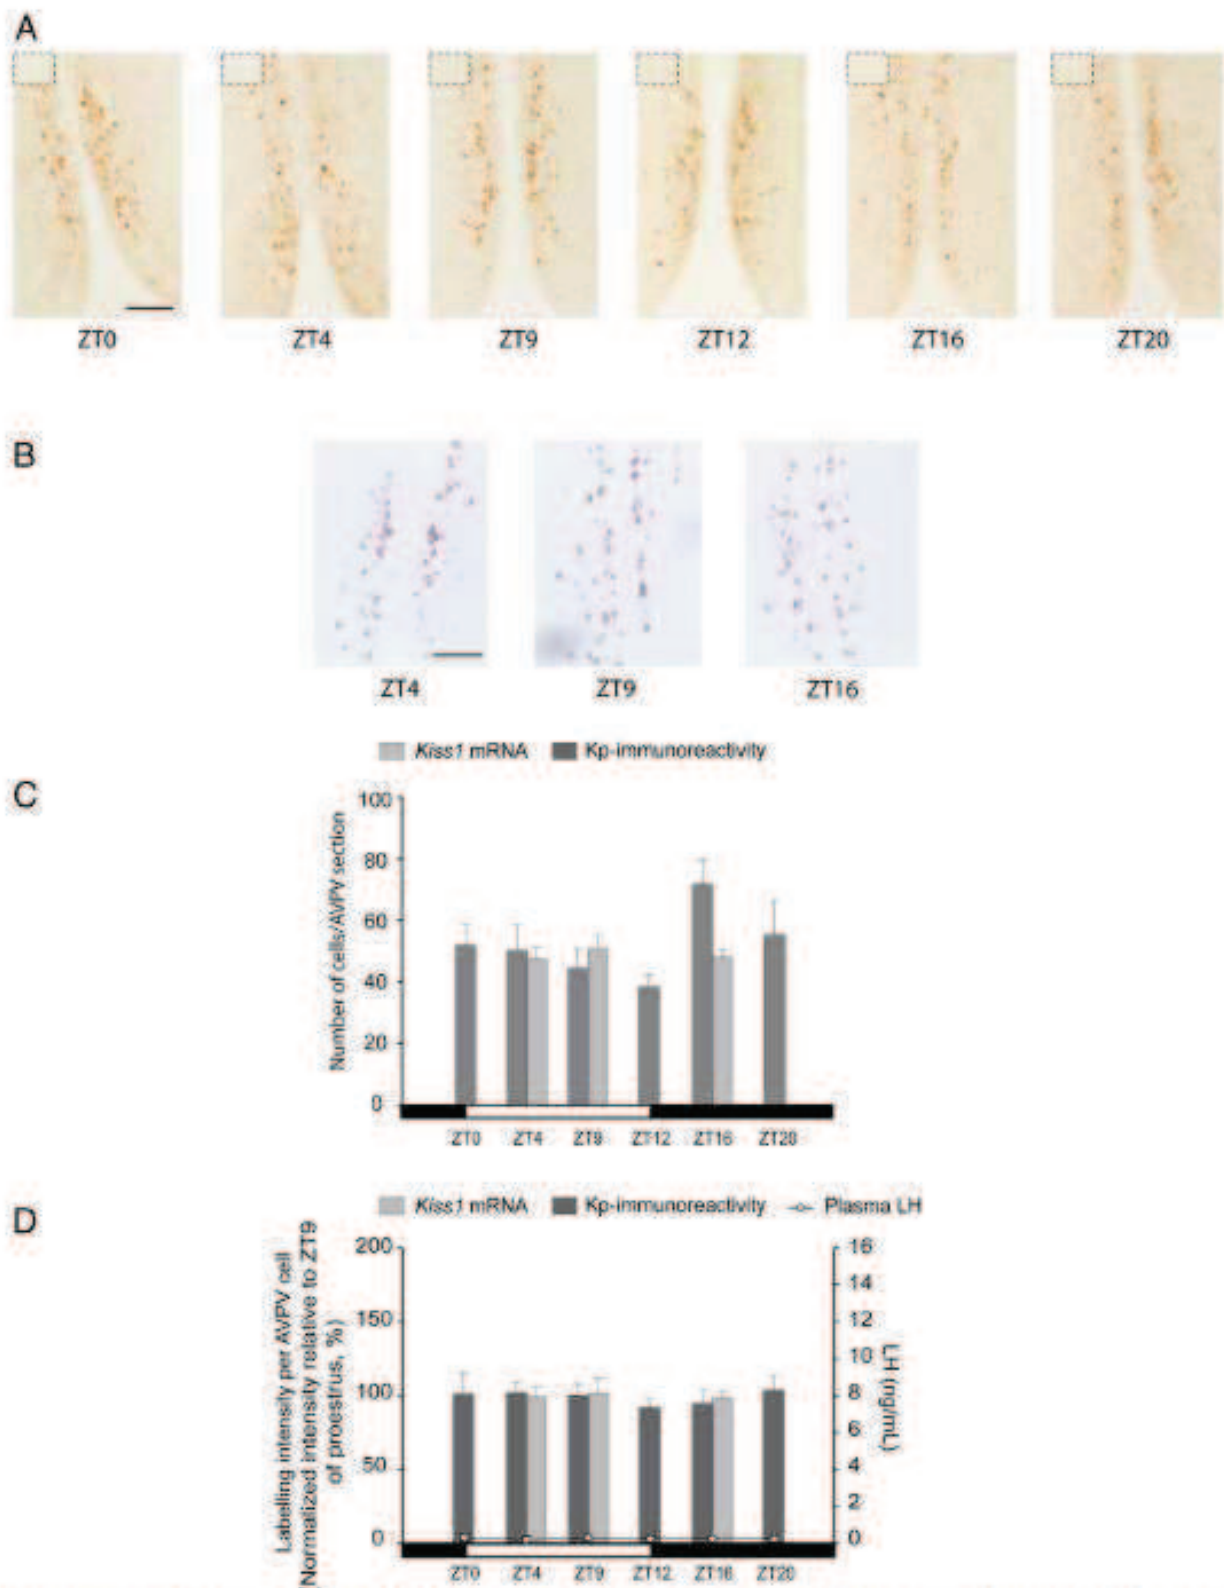 A
ZT0 ZT4 ZT9 ZT12 ZT16 ZT20
B
ZT4 ZT9 ZT16
Kiss1 mRNA Kp-immunoreactivity
C
Number of cells/AVPV section
100
80
60
40
20
0
ZT0 ZT4 ZT9 ZT12 ZT16 ZT20
Kiss1 mRNA Kp-immunoreactivity Plasma LH
D
Labelling intensity per AVPV cell
Normalized intensity relative to ZT9
of proestrus, %)
200
150
100
50
0
16
14
12
10
8
6
4
2
0
LH (ng/mL)
ZT0 ZT4 ZT9 ZT12 ZT16 ZT20